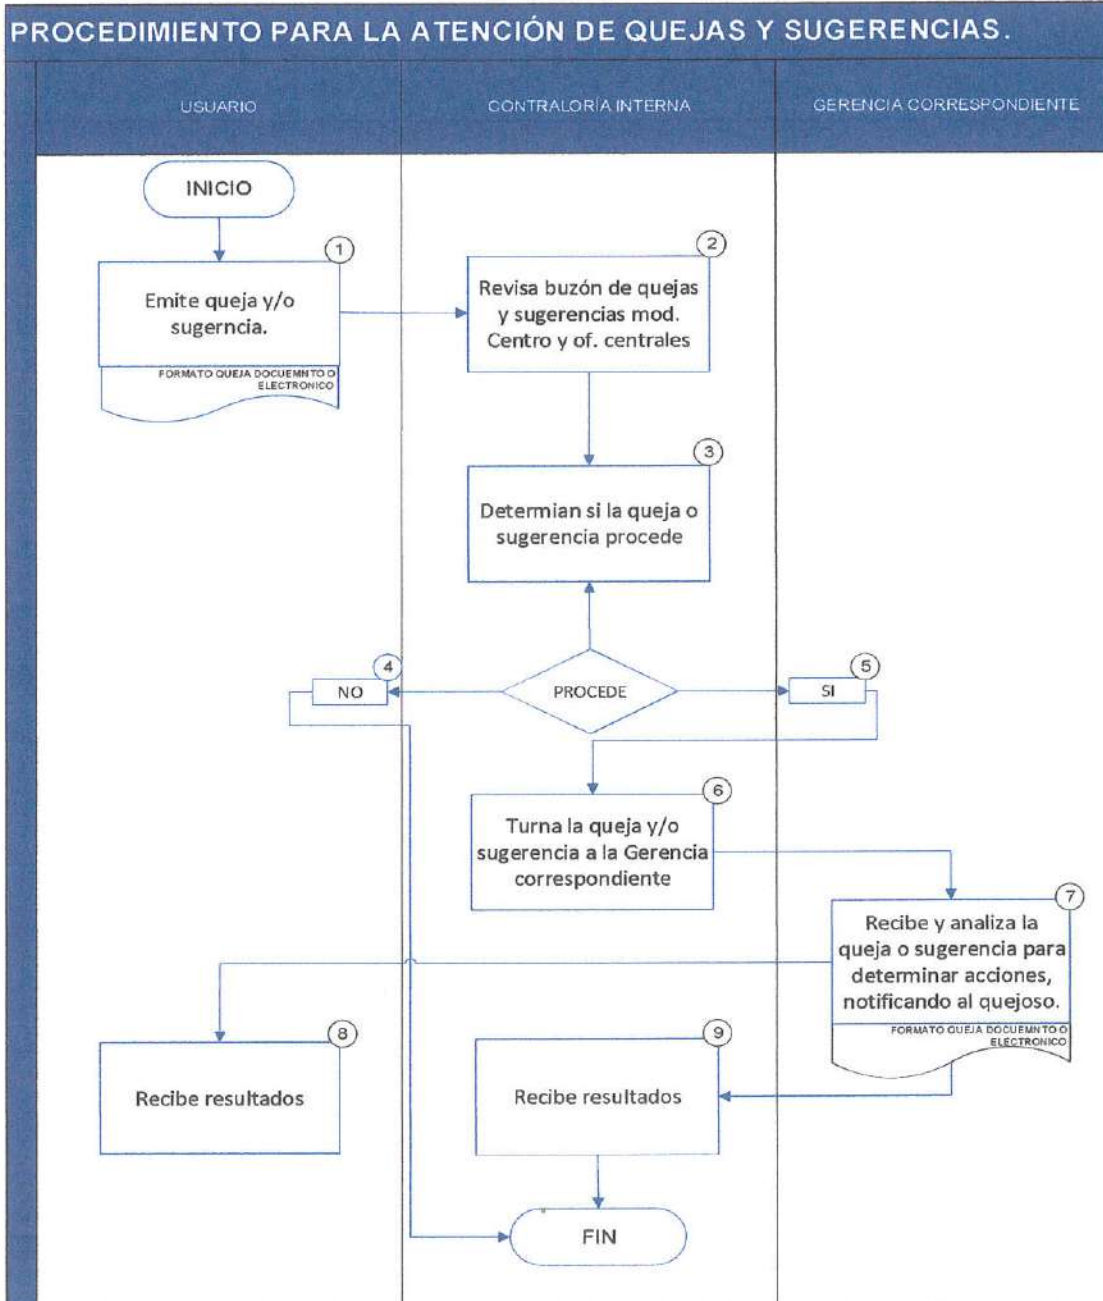 PROCEDIMIENTO PARA LA ATENCIÓN DE QUEJAS Y SUGERENCIAS.
USUARIO
CONTRALORÍA INTERNA
GERENCIA CORRESPONDIENTE
INICIO
1
Emite queja y/o
sugerncia.
FORMATO QUEJA DOCUEMNTO O
ELECTRONICO
2
Revisa buzón de quejas
y sugerencias mod.
Centro y of. centrales
3
Determian si la queja o
sugerencia procede
PROCEDE
4
NO
5
SI
6
Turna la queja y/o
sugerencia a la Gerencia
correspondiente
7
Recibe y analiza la
queja o sugerencia para
determinar acciones,
notificando al quejoso.
FORMATO QUEJA DOCUEMNTO O
ELECTRONICO
8
Recibe resultados
9
Recibe resultados
FIN